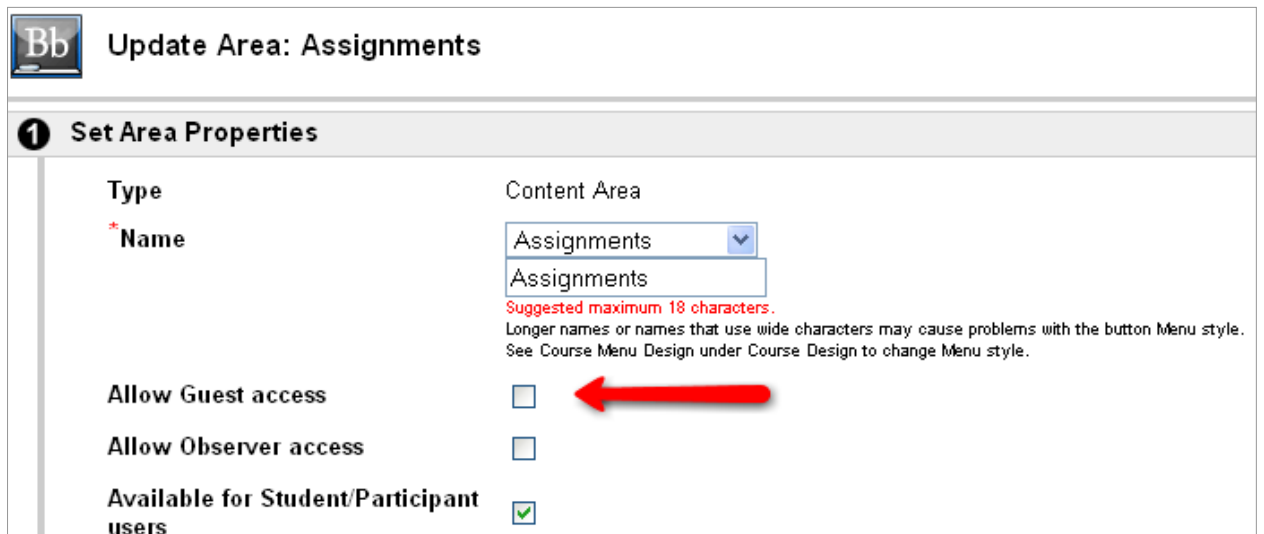 Bb
Update Area: Assignments
1 Set Area Properties
Type Content Area
*Name Assignments
Assignments
Suggested maximum 18 characters.
Longer names or names that use wide characters may cause problems with the button Menu style.
See Course Menu Design under Course Design to change Menu style.
Allow Guest access
Allow Observer access
Available for Student/Participant
users